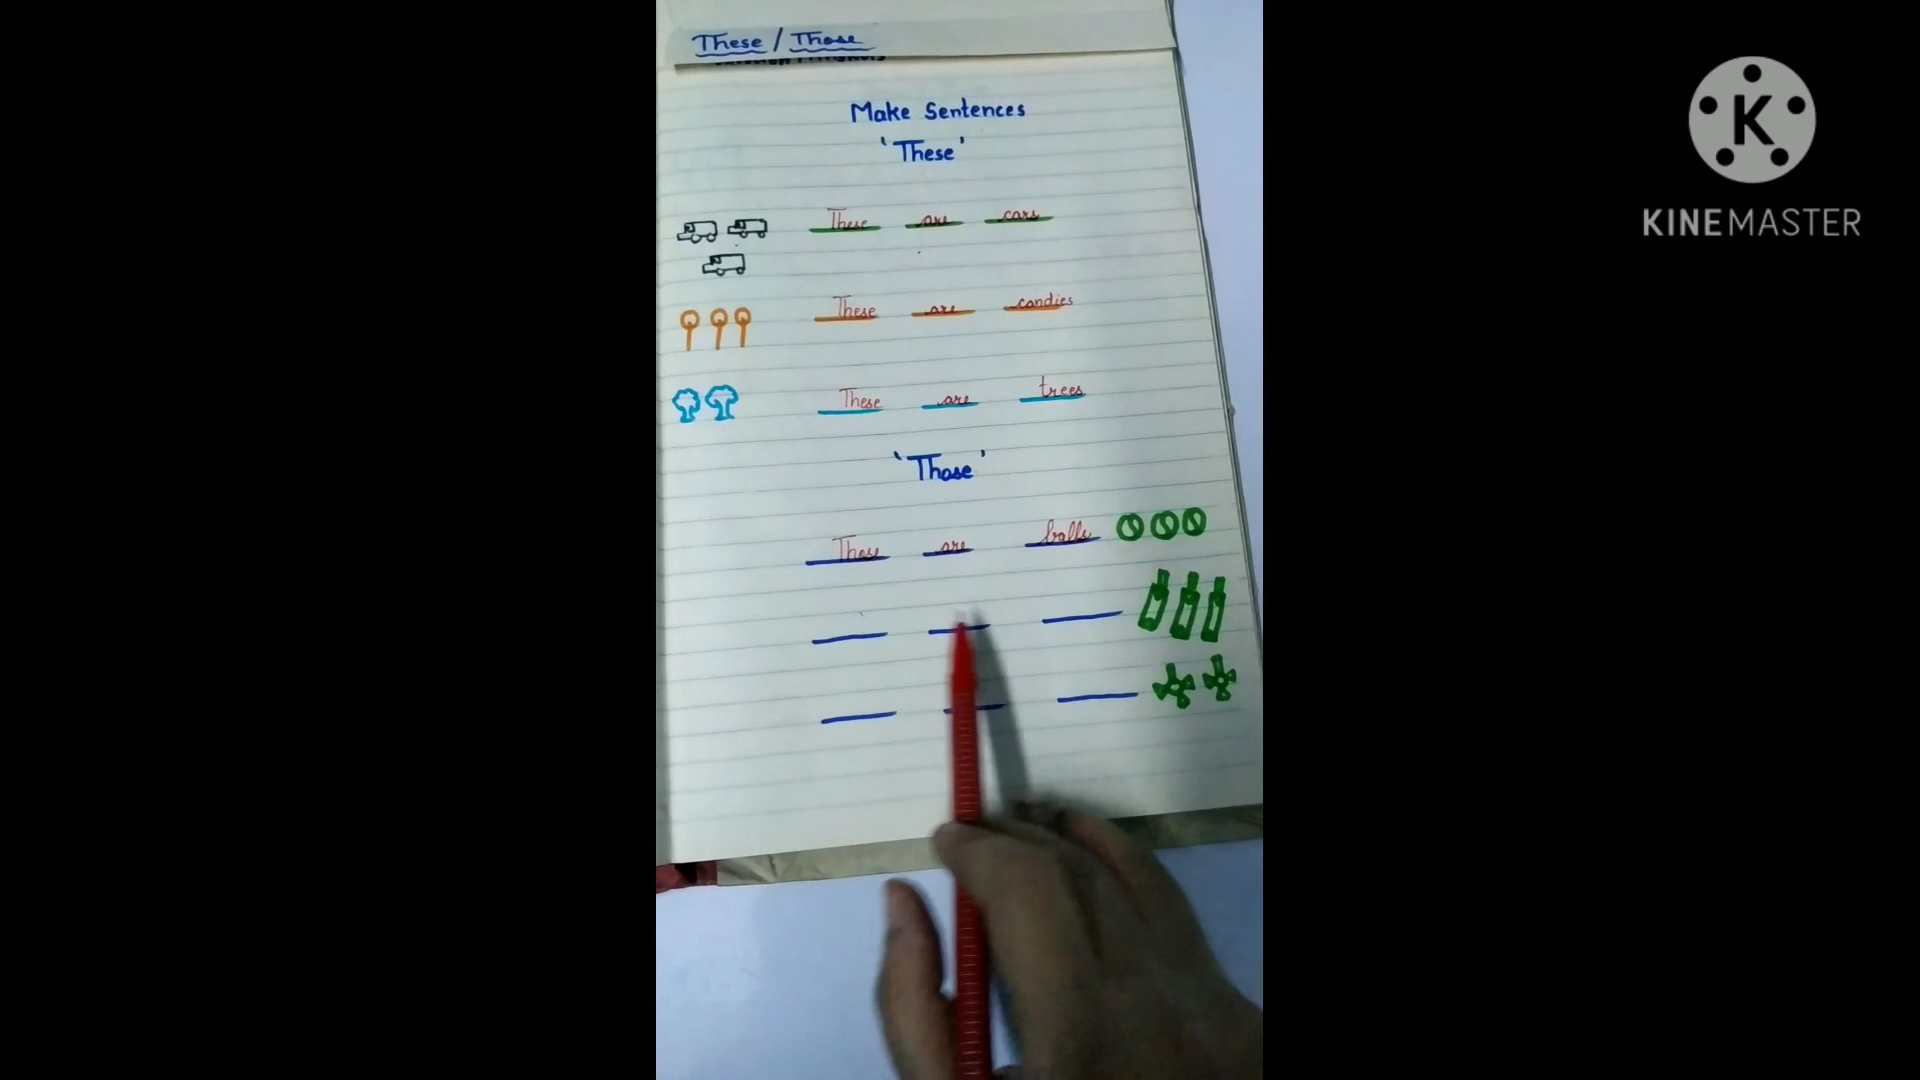 These / Those
Make Sentences
'These'
These are cars
These are candies
These are trees
'Those'
Those are balls
K
KINEMASTER